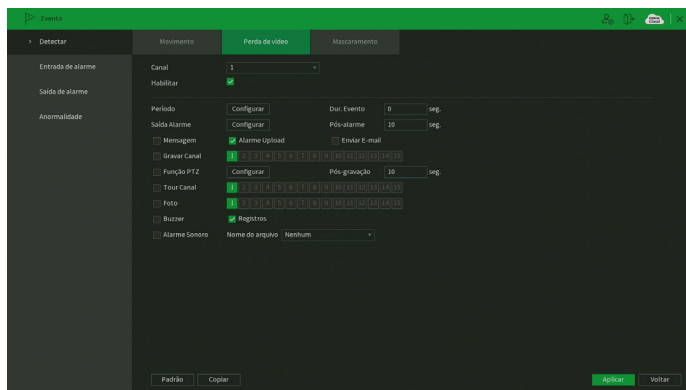 Evento
Detectar
Movimento
Perda de vídeo
Mascaramento
Entrada de alarme
Saída de alarme
Anormalidade
Canal 1
Habilitar
Período Configurar Dur. Evento 0 seg.
Saída Alarme Configurar Pós-alarme 10 seg.
Mensagem Alarme Upload Enviar E-mail
Gravar Canal 1 2 3 4 5 6 7 8 9 10 11 12 13 14 15
Função PTZ Configurar Pós-gravação 10 seg.
Tour Canal 1 2 3 4 5 6 7 8 9 10 11 12 13 14 15
Foto 1 2 3 4 5 6 7 8 9 10 11 12 13 14 15
Buzzer Registros
Alarme Sonoro Nome do arquivo Nenhum
Padrão Copiar Aplicar Voltar